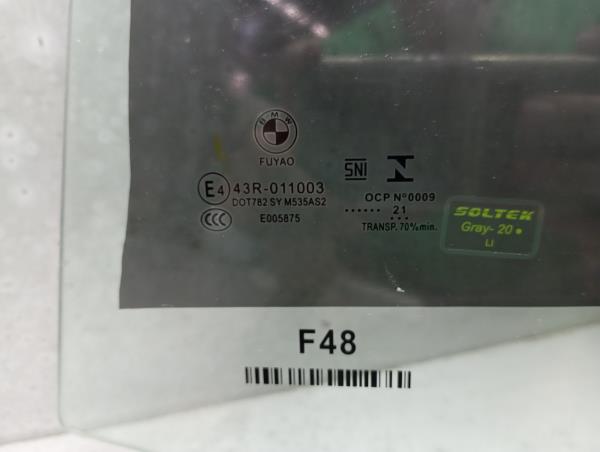 BMW
FUYAO
E4 43R-011003
DOT782 SY M535AS2
CCC E005875
SNI N
OCP Nº0009
...... 21
...
TRANSP. 70% min.
SOLTEK
Gray- 20 •
LI
F48